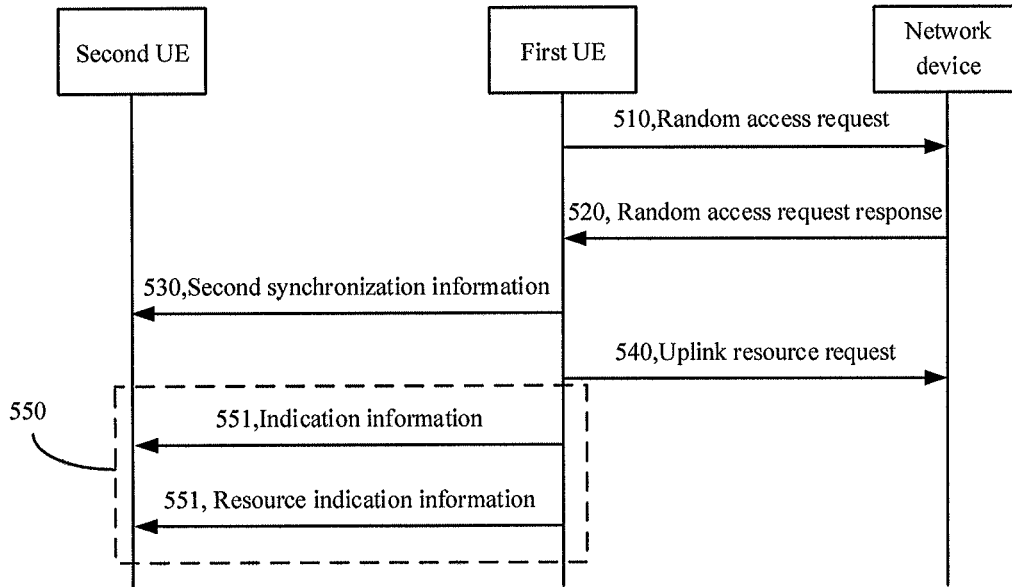 Second UE
First UE
Network
device
510,Random access request
520, Random access request response
530,Second synchronization information
540,Uplink resource request
550
551,Indication information
551, Resource indication information